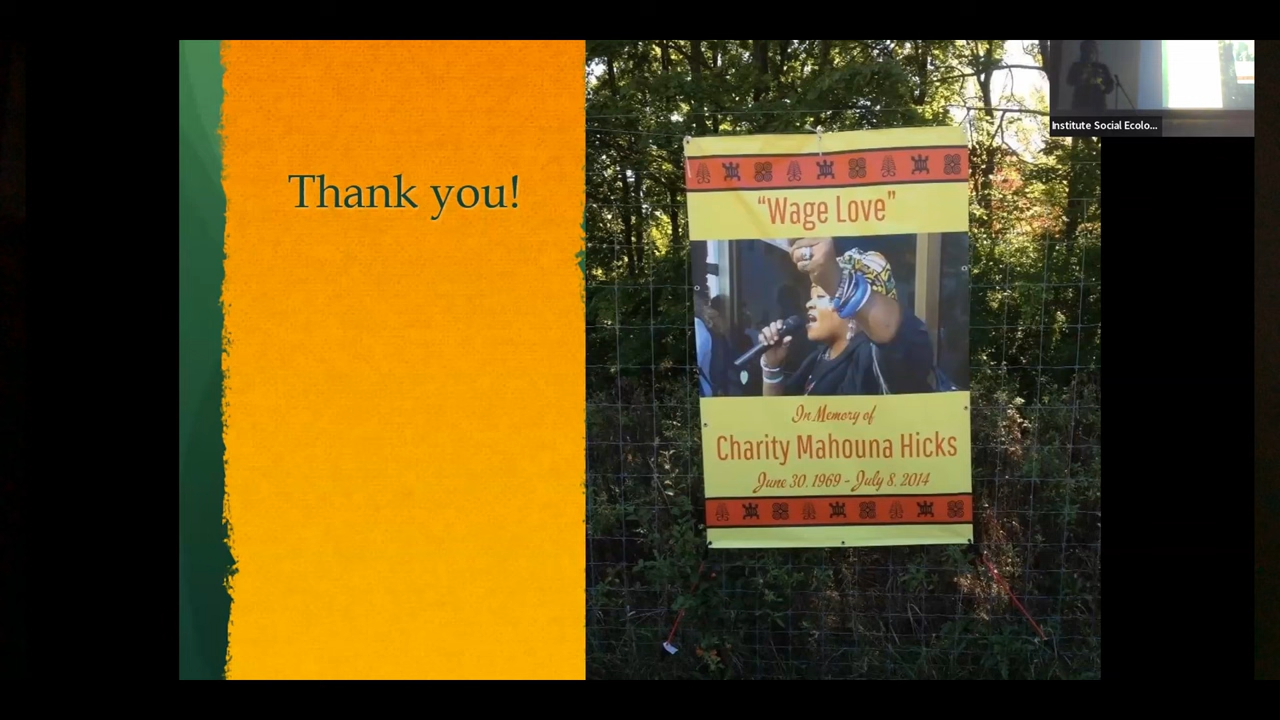 Thank you!
Institute Social Ecolo...
“Wage Love”
In Memory of
Charity Mahouna Hicks
June 30, 1969 - July 8, 2014